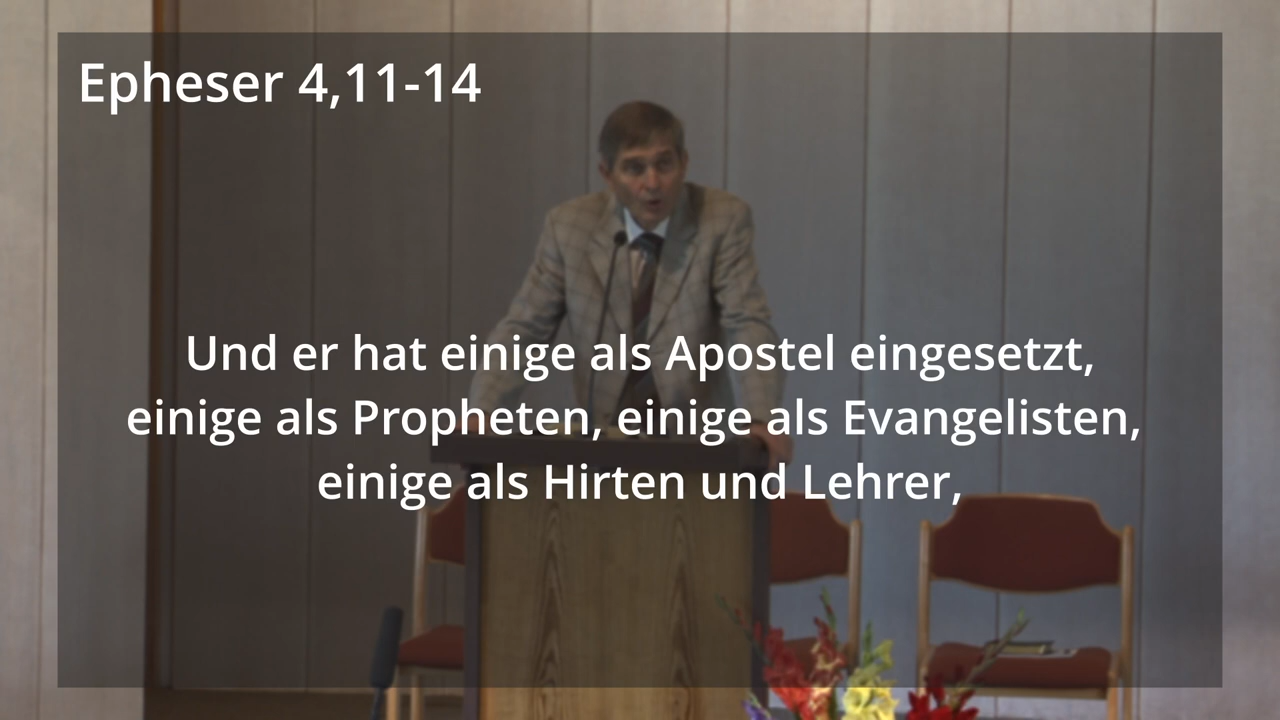 Epheser 4,11-14
Und er hat einige als Apostel eingesetzt,
einige als Propheten, einige als Evangelisten,
einige als Hirten und Lehrer,